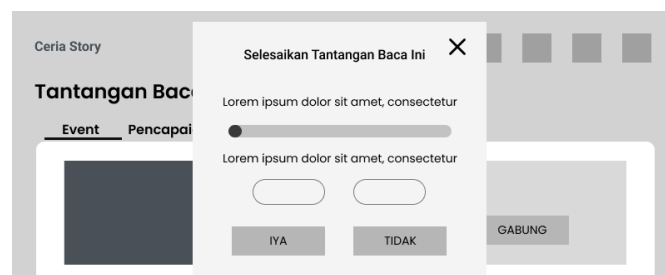 Ceria Story
Selesaikan Tantangan Baca Ini
Tantangan Bac
Lorem ipsum dolor sit amet, consectetur
Event Pencapai
Lorem ipsum dolor sit amet, consectetur
IYA TIDAK
GABUNG